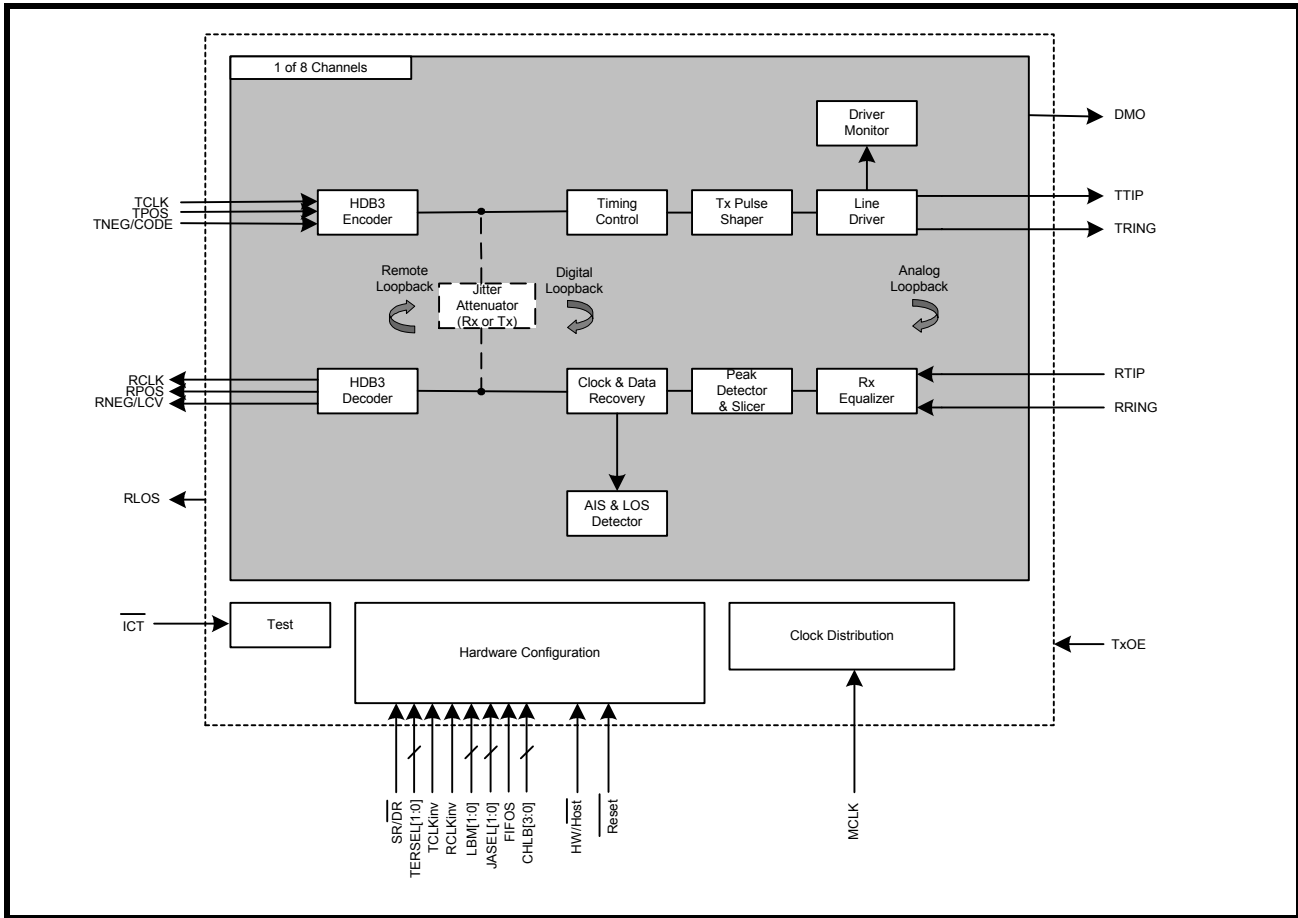 1 of 8 Channels
Driver
Monitor
DMO
TCLK
TPOS
TNEG/CODE
HDB3
Encoder
Timing
Control
Tx Pulse
Shaper
Line
Driver
TTIP
TRING
Remote
Loopback
Jitter
Attenuator
(Rx or Tx)
Digital
Loopback
Analog
Loopback
RCLK
RPOS
RNEG/LCV
HDB3
Decoder
Clock & Data
Recovery
Peak
Detector
& Slicer
Rx
Equalizer
RTIP
RRING
RLOS
AIS & LOS
Detector
ICT
Test
Hardware Configuration
Clock Distribution
TxOE
SR/DR
TERSEL[1:0]
TCLKinv
RCLKinv
LBM[1:0]
JASEL[1:0]
FIFOS
CHLB[3:0]
HW/Host
Reset
MCLK